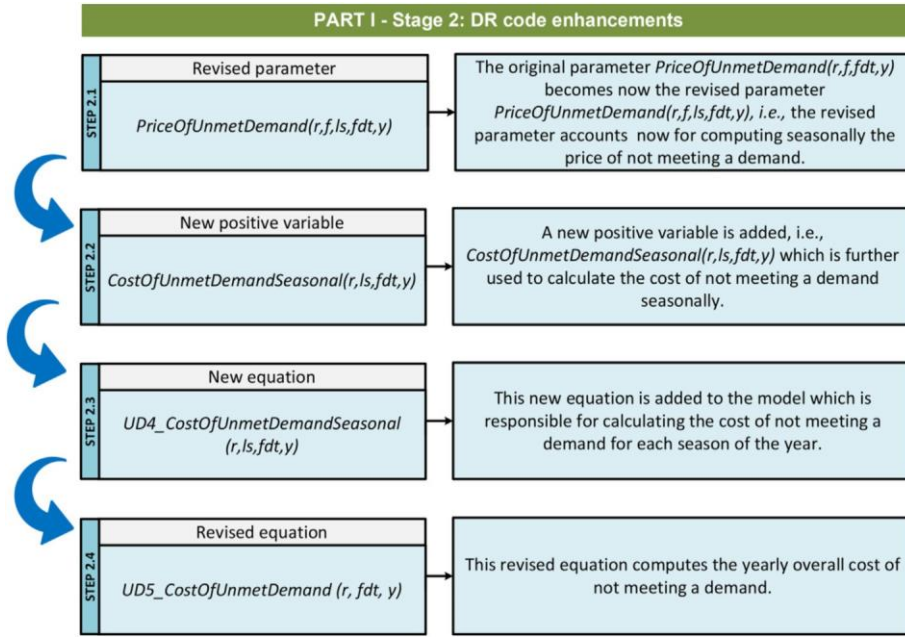 PART I - Stage 2: DR code enhancements
STEP 2.1
Revised parameter
PriceOfUnmetDemand(r,f,ls,fdt,y)
The original parameter PriceOfUnmetDemand(r,f,fdt,y)
becomes now the revised parameter
PriceOfUnmetDemand(r,f,ls,fdt,y), i.e., the revised
parameter accounts now for computing seasonally the
price of not meeting a demand.
STEP 2.2
New positive variable
CostOfUnmetDemandSeasonal(r,ls,fdt,y)
A new positive variable is added, i.e.,
CostOfUnmetDemandSeasonal(r,ls,fdt,y) which is further
used to calculate the cost of not meeting a demand
seasonally.
STEP 2.3
New equation
UD4_CostOfUnmetDemandSeasonal
(r,ls,fdt,y)
This new equation is added to the model which is
responsible for calculating the cost of not meeting a
demand for each season of the year.
STEP 2.4
Revised equation
UD5_CostOfUnmetDemand (r, fdt, y)
This revised equation computes the yearly overall cost of
not meeting a demand.